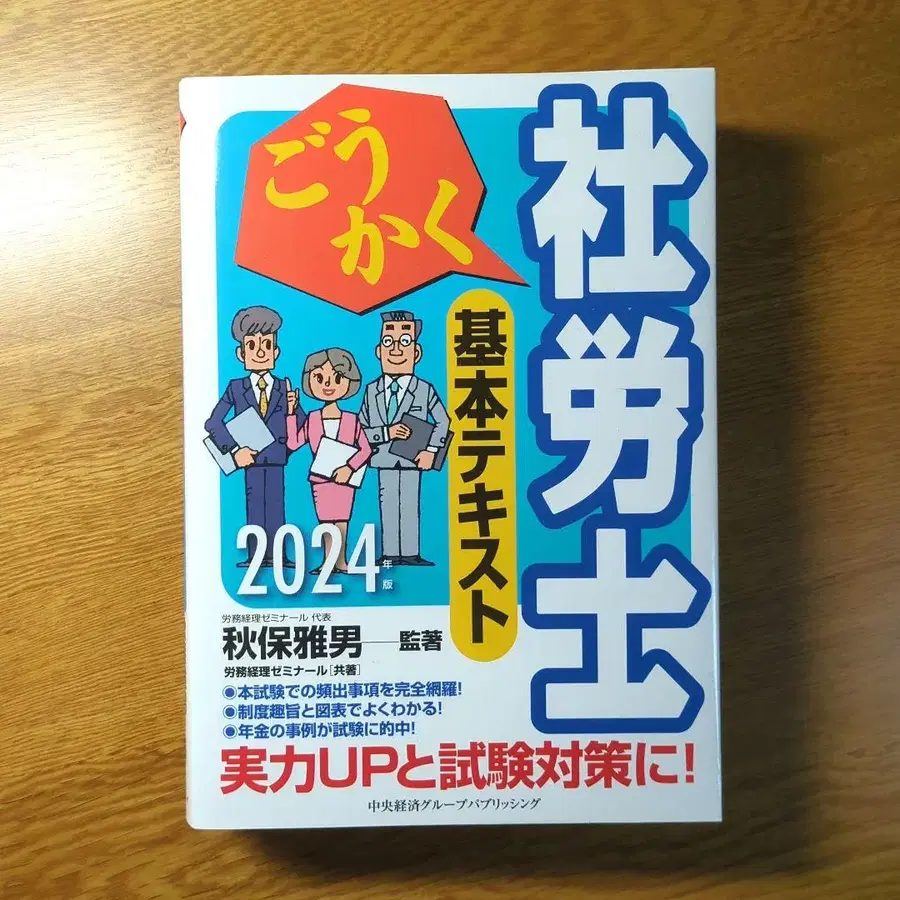 ごう
かく
社労士
基本テキスト
2024年版
労務経理ゼミナール 代表
秋保雅男──監著
労務経理ゼミナール[共著]
●本試験での頻出事項を完全網羅!
●制度趣旨と図表でよくわかる!
●年金の事例が試験に的中!
実力UPと試験対策に!
中央経済グループパブリッシング